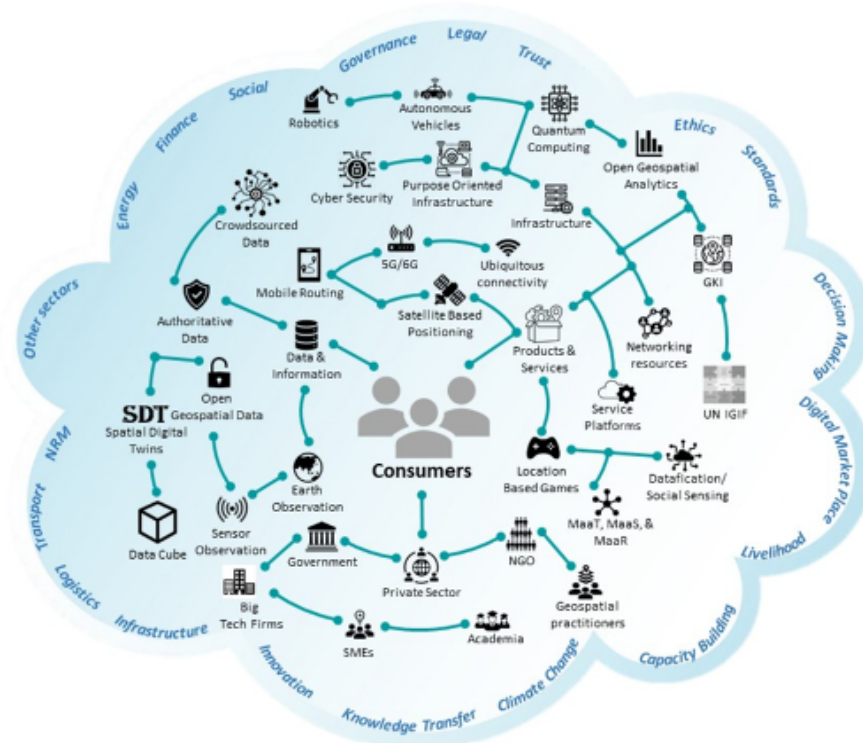 Governance
Legal
Trust
Social
Finance
Energy
Other sectors
Ethics
Standards
Decision Making
Digital Market Place
Livelihood
Capacity Building
Climate Change
Knowledge Transfer
Innovation
Infrastructure
Logistics
Transport
NRM
Robotics
Autonomous
Vehicles
Quantum
Computing
Open Geospatial
Analytics
Cyber Security
Purpose Oriented
Infrastructure
Infrastructure
Crowdsourced
Data
5G/6G
Ubiquitous
connectivity
GKI
Mobile Routing
Satellite Based
Positioning
Authoritative
Data
Data &
Information
Products &
Services
Networking
resources
Open
Geospatial Data
SDT
Spatial Digital
Twins
Service
Platforms
UN IGIF
Consumers
Location
Based Games
Datafication/
Social Sensing
Earth
Observation
Data Cube
Sensor
Observation
MaaT, MaaS, &
MaaR
Government
Private Sector
NGO
Big
Tech Firms
Geospatial
practitioners
SMEs
Academia